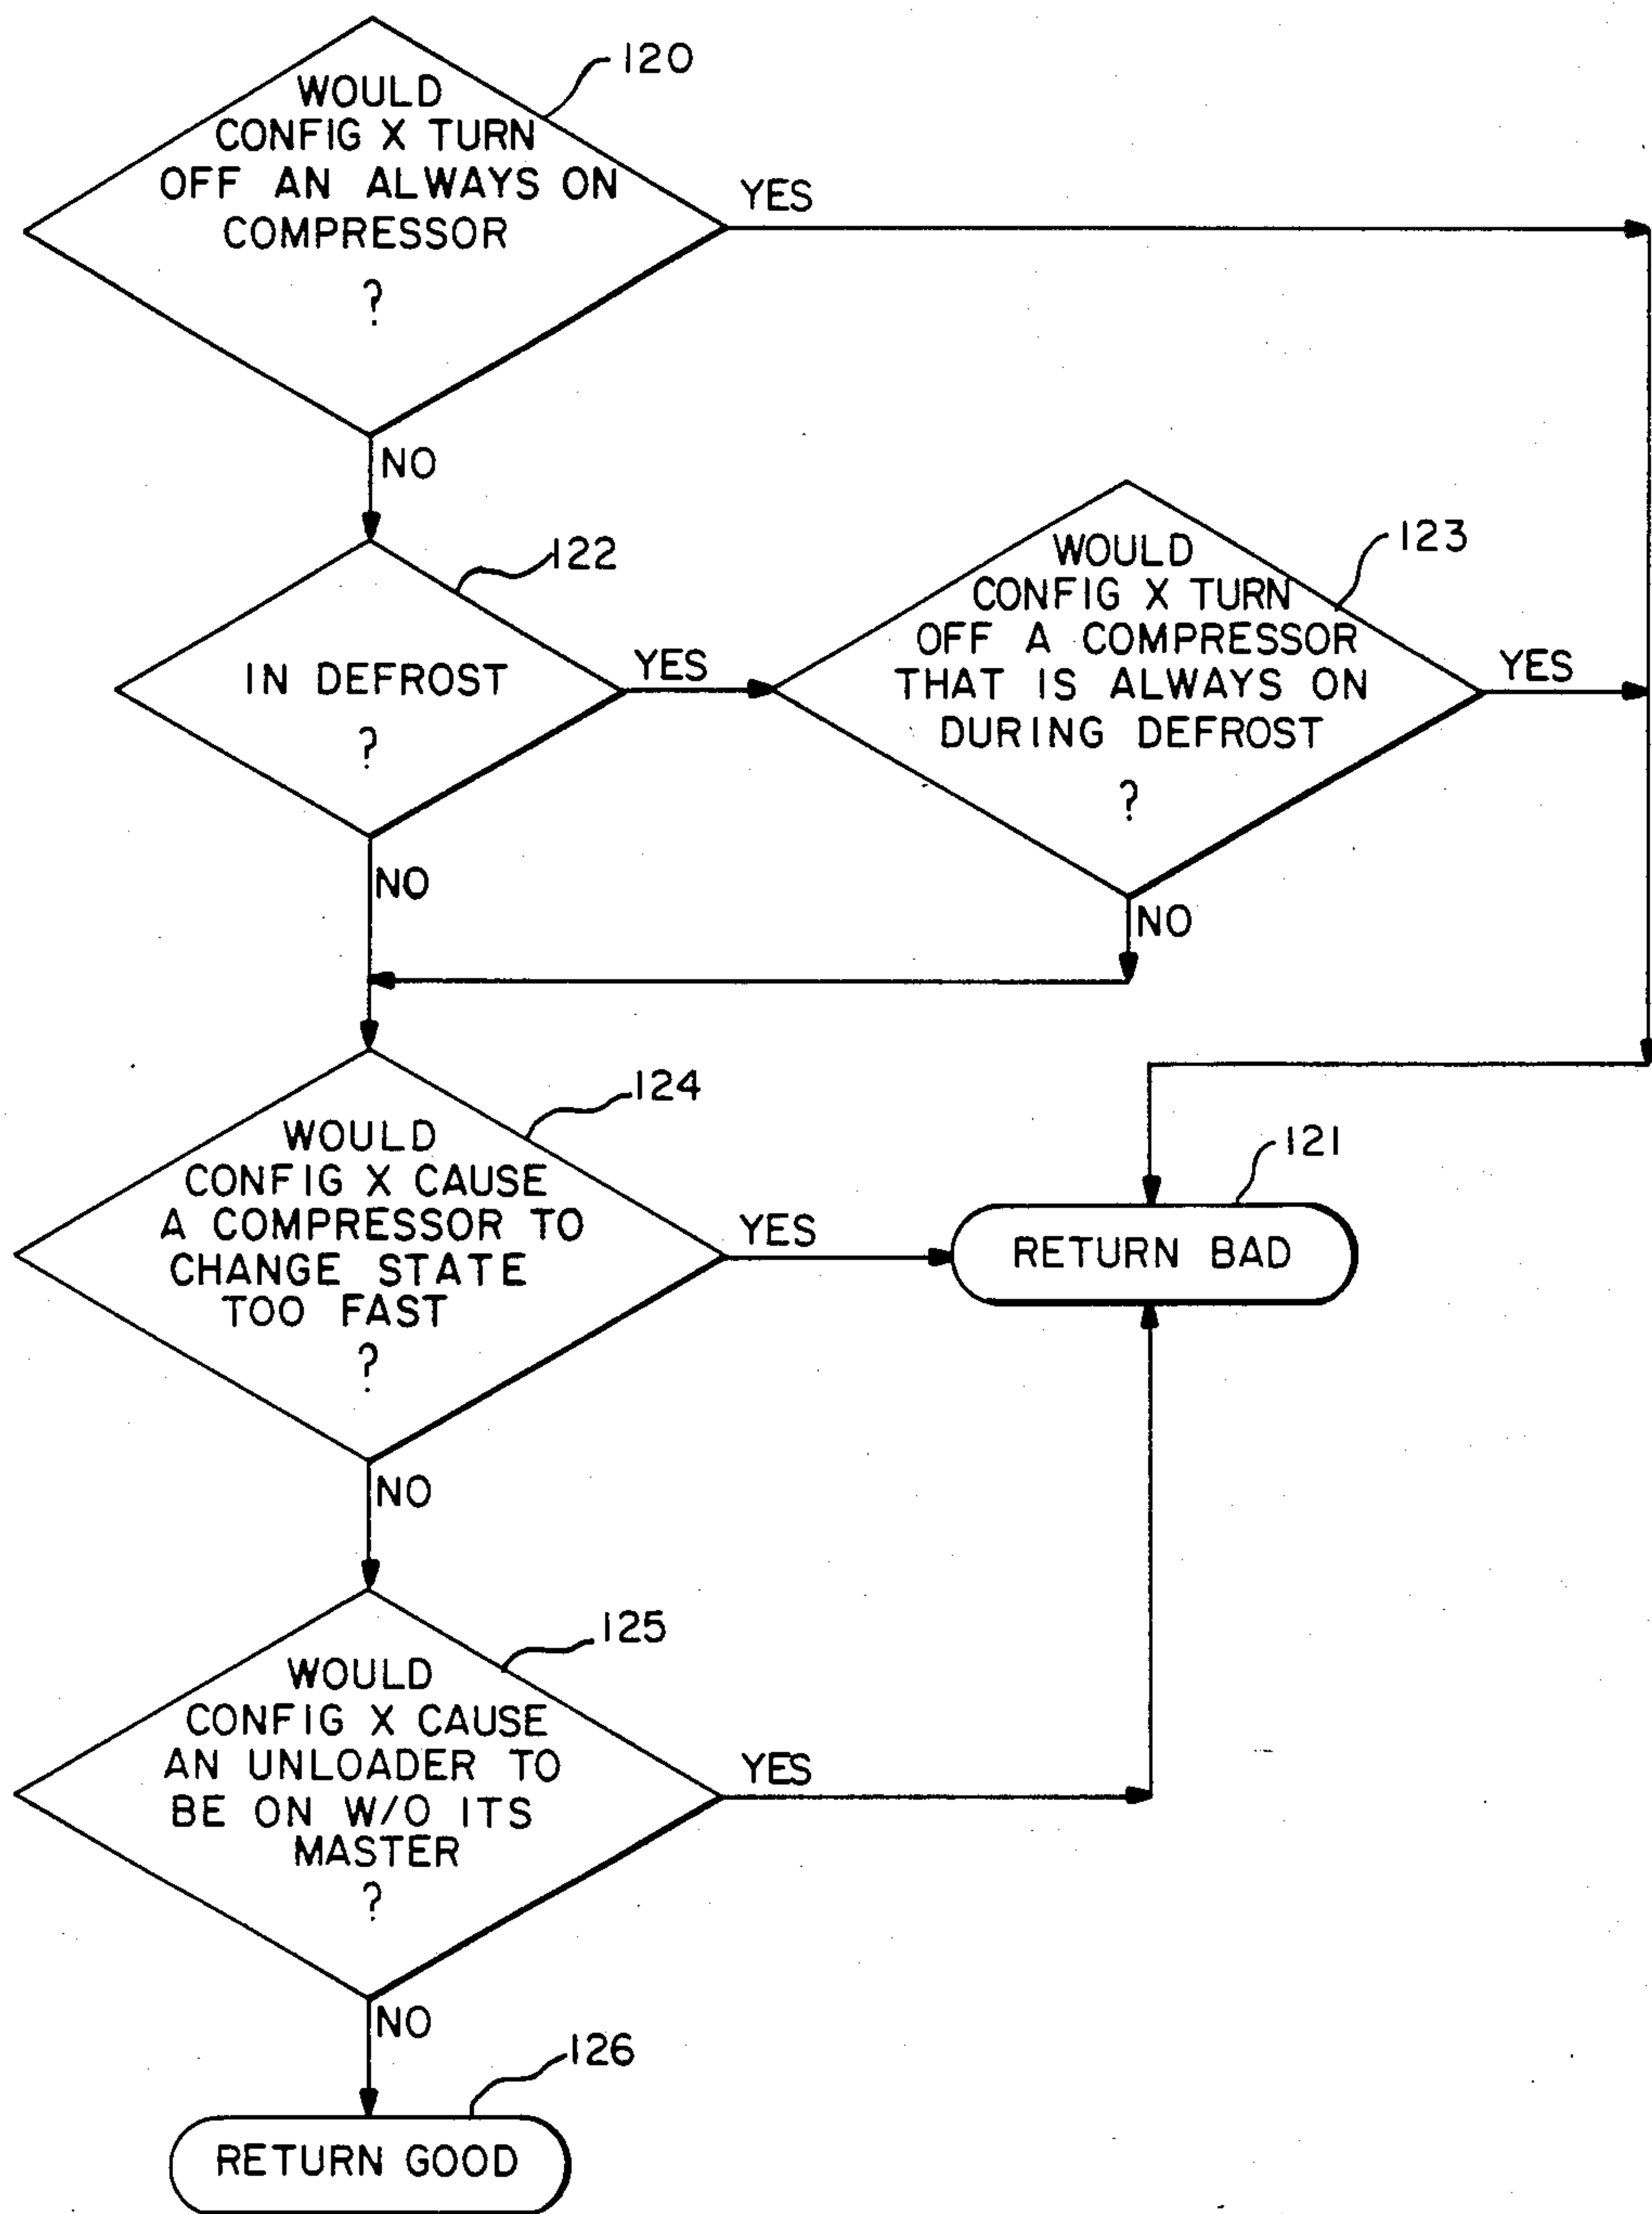 120
WOULD
CONFIG X TURN
OFF AN ALWAYS ON
COMPRESSOR
?
YES
NO
122
IN DEFROST
?
YES
NO
123
WOULD
CONFIG X TURN
OFF A COMPRESSOR
THAT IS ALWAYS ON
DURING DEFROST
?
YES
NO
124
WOULD
CONFIG X CAUSE
A COMPRESSOR TO
CHANGE STATE
TOO FAST
?
YES
NO
121
RETURN BAD
125
WOULD
CONFIG X CAUSE
AN UNLOADER TO
BE ON W/O ITS
MASTER
?
YES
NO
126
RETURN GOOD